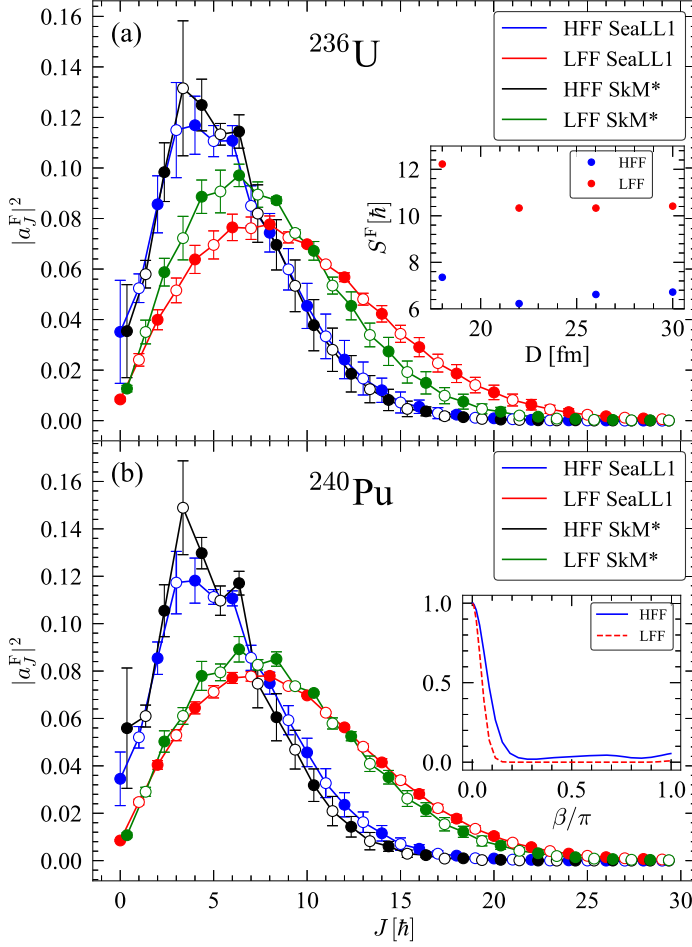 (a)
²³⁶U
HFF SeaLL1
LFF SeaLL1
HFF SkM*
LFF SkM*
|a_J^F|²
0.16
0.14
0.12
0.10
0.08
0.06
0.04
0.02
0.00
HFF
LFF
S^F [ħ]
12
10
8
6
20 25 30
D [fm]
(b)
²⁴⁰Pu
HFF SeaLL1
LFF SeaLL1
HFF SkM*
LFF SkM*
|a_J^F|²
0.16
0.14
0.12
0.10
0.08
0.06
0.04
0.02
0.00
HFF
LFF
1.0
0.5
0.0
0.0 0.5 1.0
β/π
0 5 10 15 20 25 30
J [ħ]